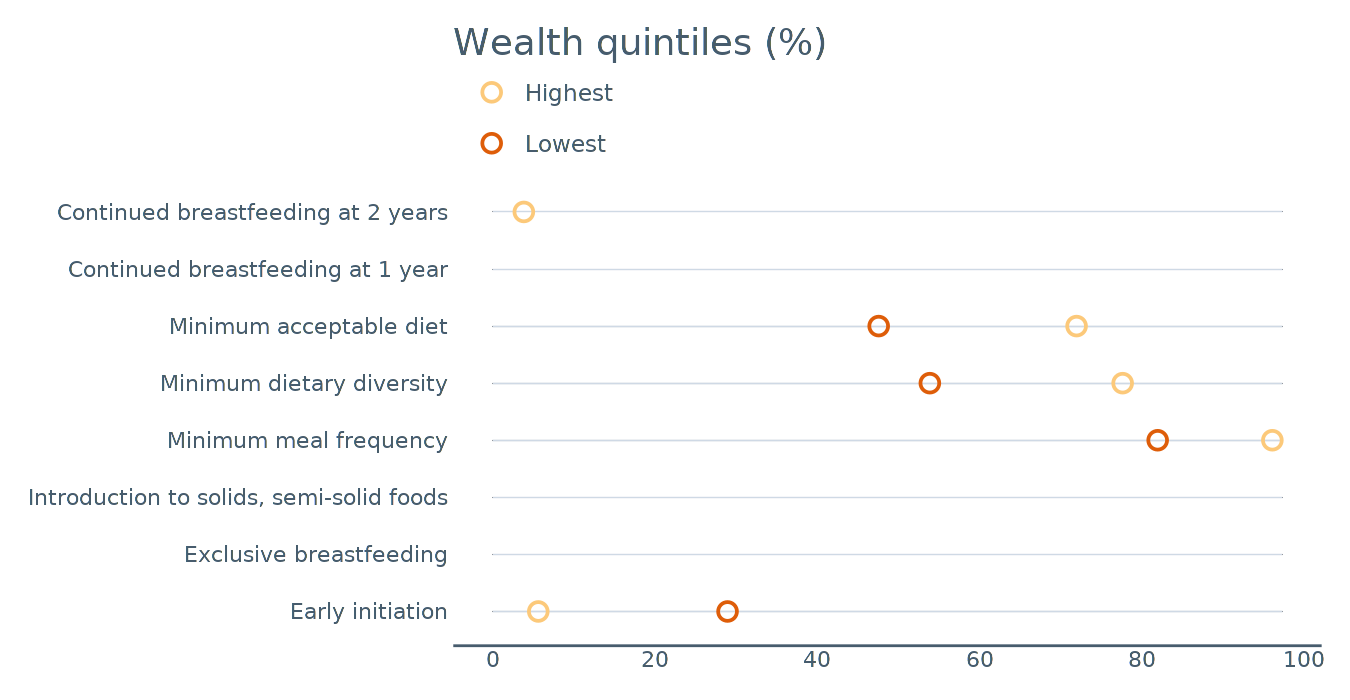 Wealth quintiles (%)
Highest
Lowest
Continued breastfeeding at 2 years
Continued breastfeeding at 1 year
Minimum acceptable diet
Minimum dietary diversity
Minimum meal frequency
Introduction to solids, semi-solid foods
Exclusive breastfeeding
Early initiation
0 20 40 60 80 100